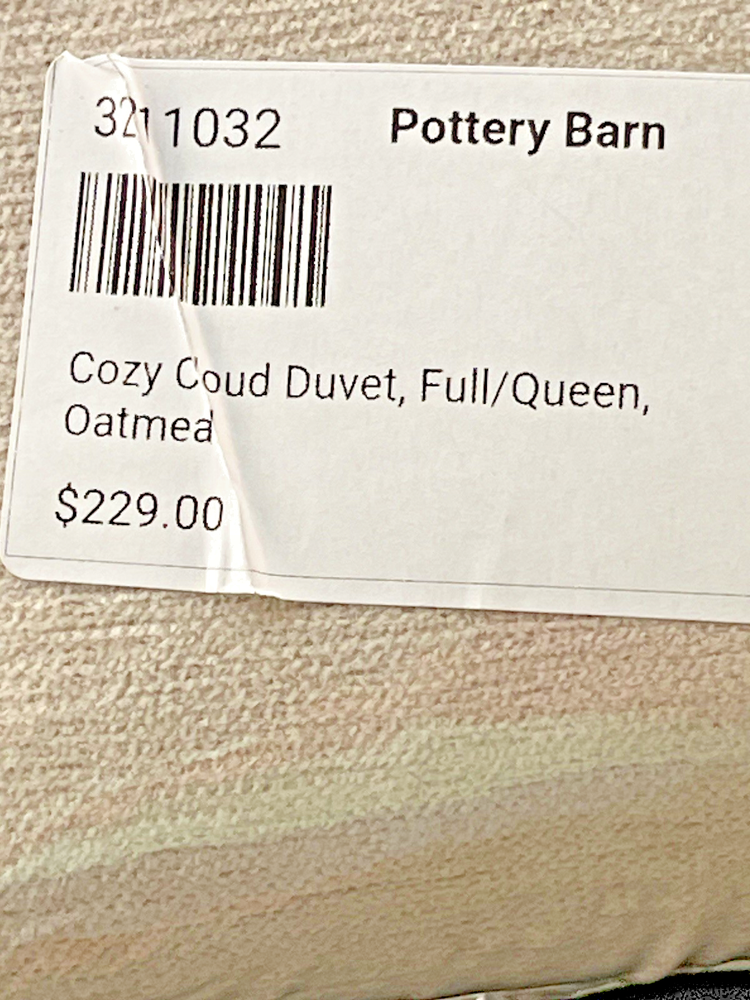 3211032 Pottery Barn
Cozy Coud Duvet, Full/Queen,
Oatmea
$229.00